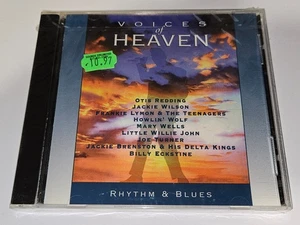 VOICES
of
HEAVEN
10.97
OTIS REDDING
JACKIE WILSON
FRANKIE LYMON & THE TEENAGERS
HOWLIN' WOLF
MARY WELLS
LITTLE WILLIE JOHN
JOE TURNER
JACKIE BRENSTON & HIS DELTA KINGS
BILLY ECKSTINE
RHYTHM & BLUES